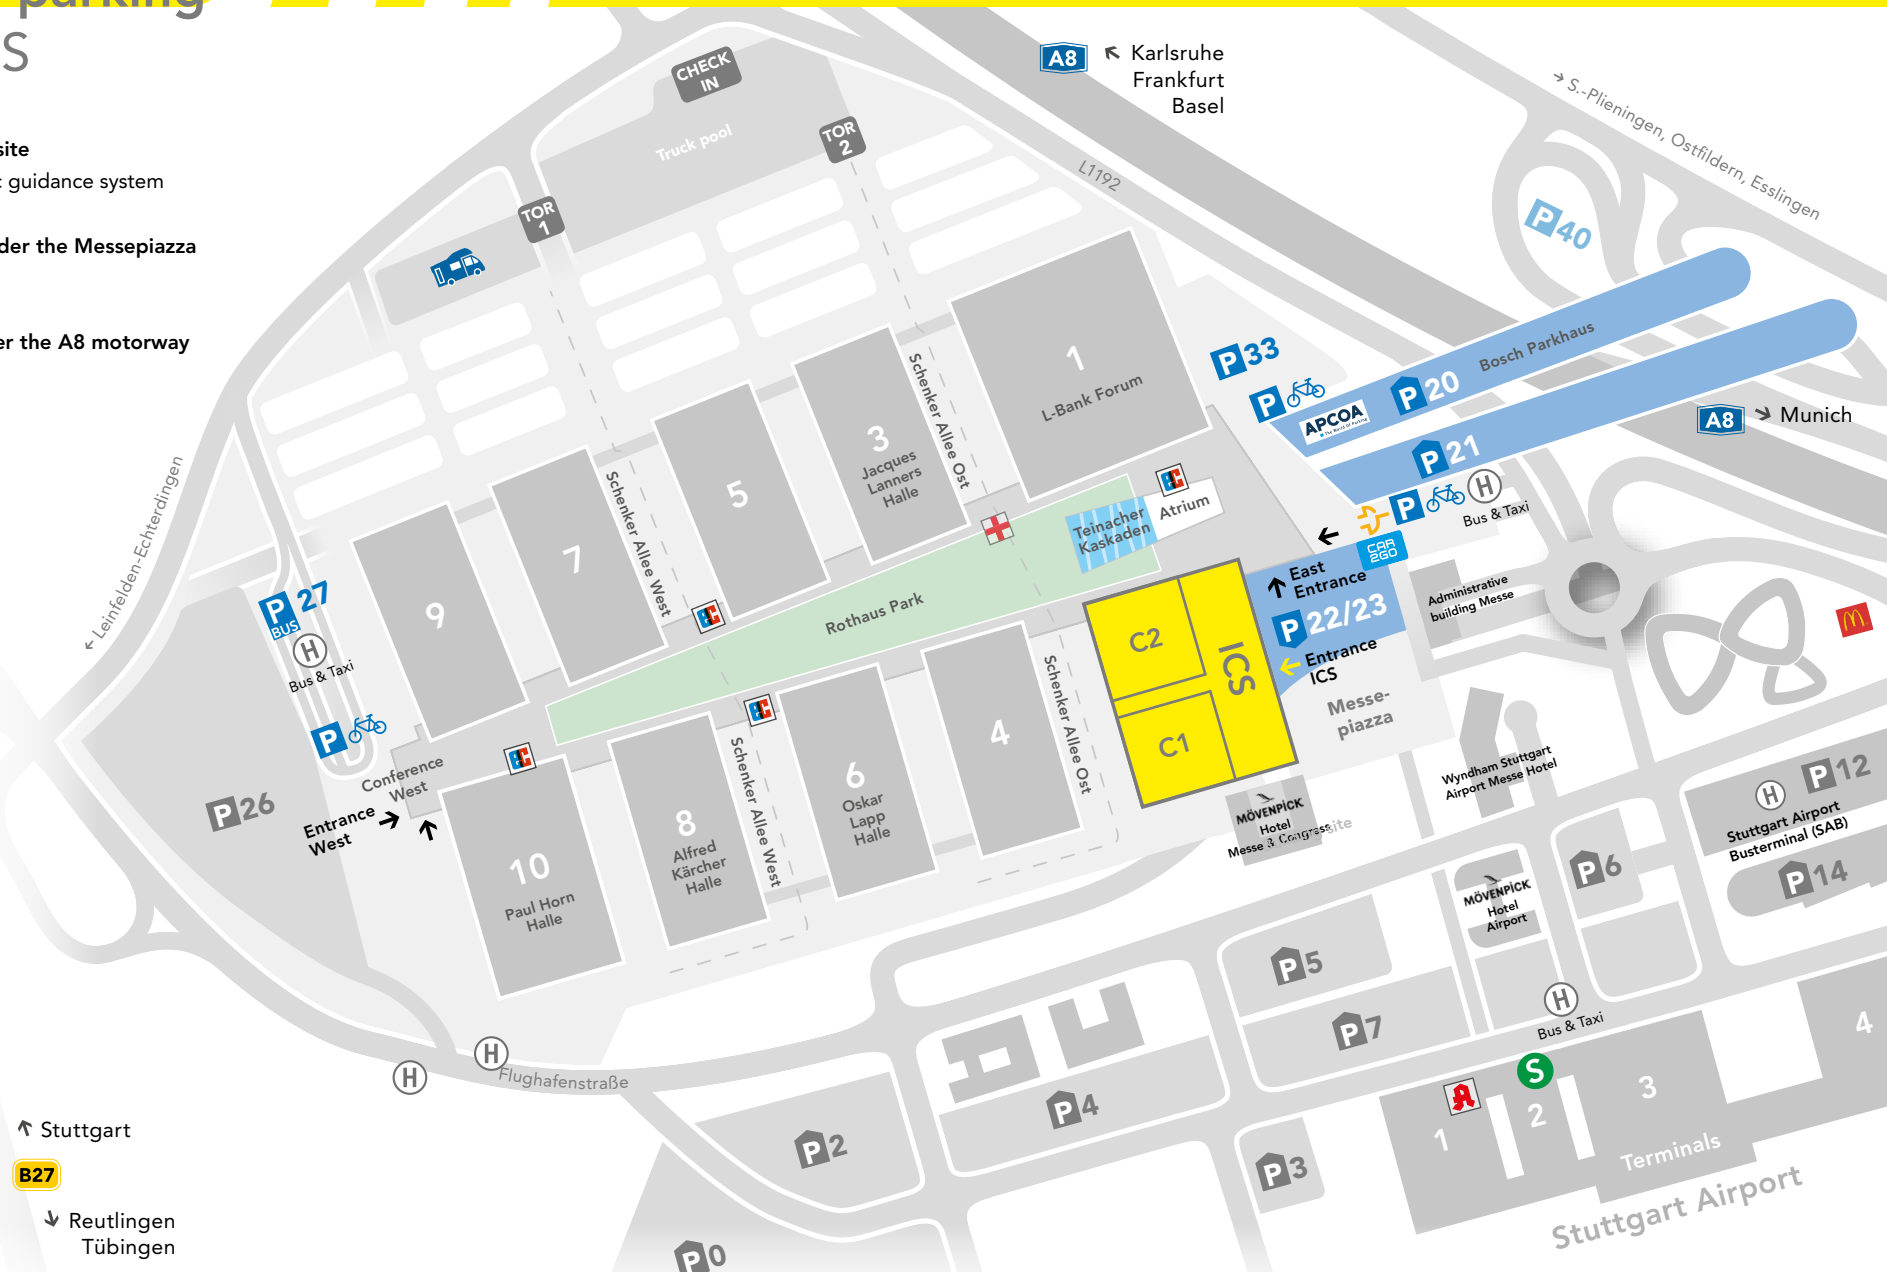 parking
S
site
guidance system
der the Messepiazza
er the A8 motorway
CHECK
IN
Truck pool
TOR
1
TOR
2
A8
Karlsruhe
Frankfurt
Basel
L1192
→ S.-Plieningen, Ostfildern, Esslingen
P40
P33
P
APCOA
P20
Bosch Parkhaus
P21
A8
Munich
P
H
Bus & Taxi
CAR
2GO
1
L-Bank Forum
3
Jacques
Lanners
Halle
5
7
9
Schenker Allee Ost
Schenker Allee West
Teinacher
Kaskaden
Atrium
Rothaus Park
East
Entrance
P22/23
Entrance
ICS
Messe-
piazza
Administrative
building Messe
C2
C1
ICS
← Leinfelden-Echterdingen
P27
BUS
H
Bus & Taxi
P
Conference
West
Entrance
West
P26
10
Paul Horn
Halle
8
Alfred
Kärcher
Halle
6
Oskar
Lapp
Halle
4
Schenker Allee West
Schenker Allee Ost
MÖVENPICK
Hotel
Messe & Congress
site
Wyndham Stuttgart
Airport Messe Hotel
P12
H
Stuttgart Airport
Busterminal (SAB)
P14
P6
MÖVENPICK
Hotel
Airport
P5
P7
H
Bus & Taxi
H
H
Flughafenstraße
P4
P2
P3
P0
S
1
2
3
4
Terminals
Stuttgart Airport
Stuttgart
B27
Reutlingen
Tübingen